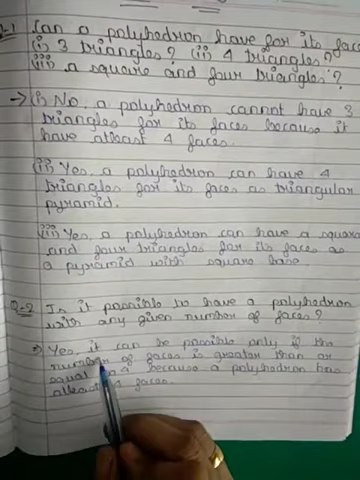 Q-1 Can a polyhedron have for its faces
(i) 3 triangles? (ii) 4 triangles?
(iii) a square and four triangles?
→ (i) No, a polyhedron cannot have 3
triangles for its faces because it
have atleast 4 faces.
(ii) Yes, a polyhedron can have 4
triangles for its faces as triangular
pyramid.
(iii) Yes, a polyhedron can have a square
and four triangles for its faces as
a pyramid with square base
Q-2 Is it possible to have a polyhedron
with any given number of faces?
→ Yes, it can be possible only if the
number of faces is greater than or
equal to 4 because a polyhedron has
atleast 4 faces.